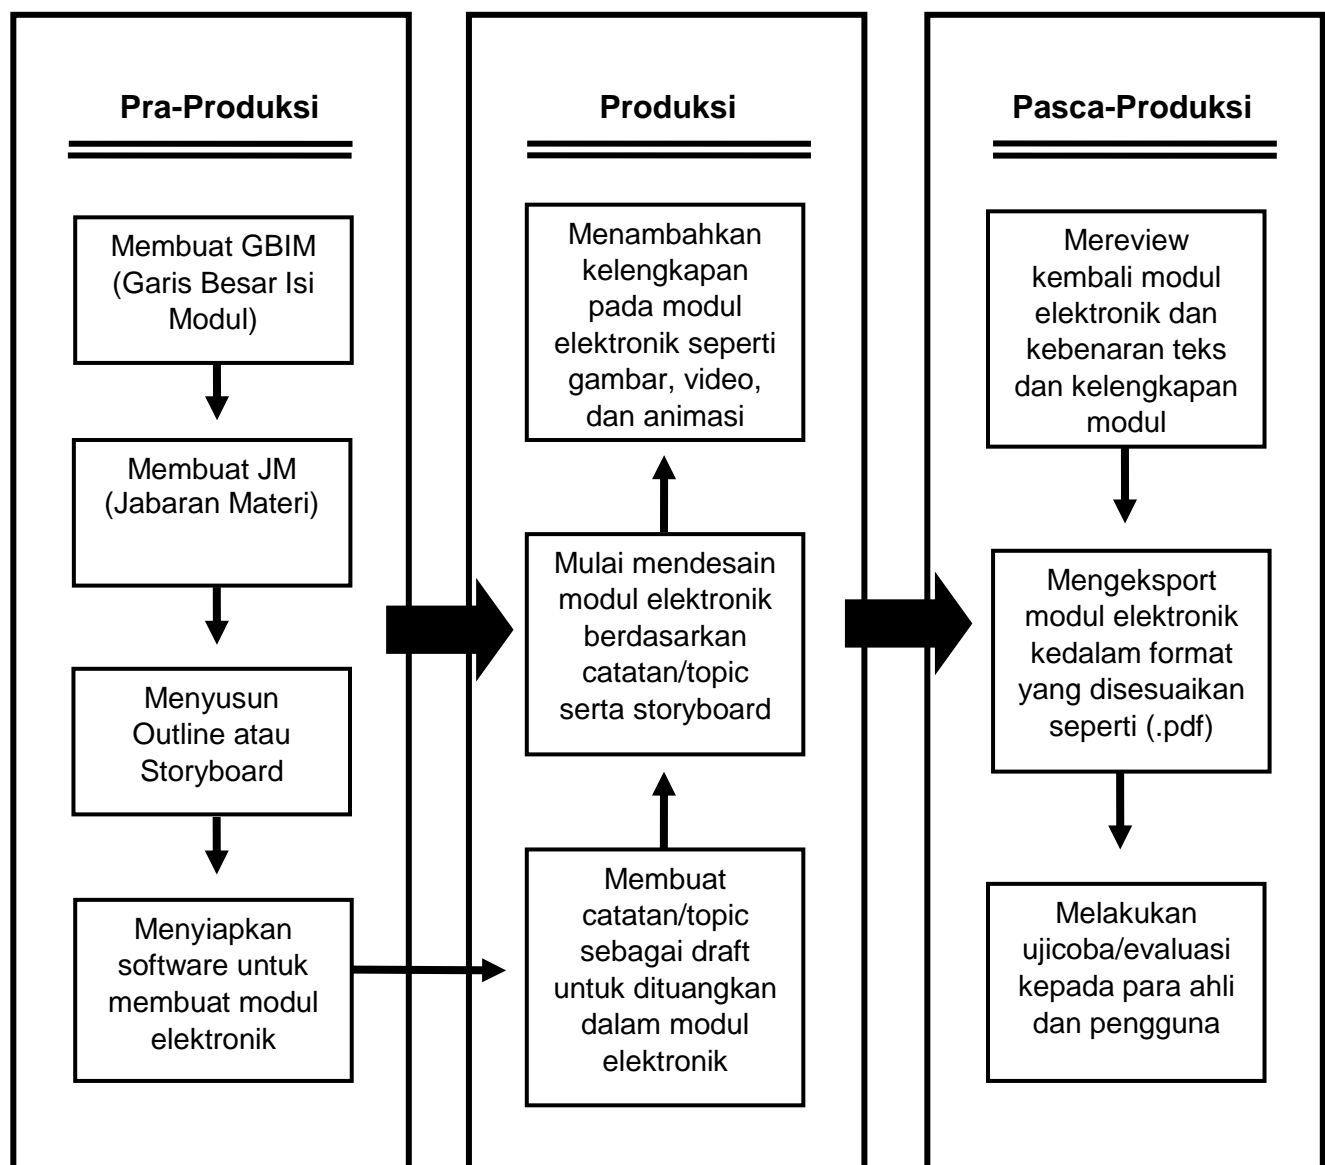 Pra-Produksi
Membuat GBIM
(Garis Besar Isi
Modul)
Membuat JM
(Jabaran Materi)
Menyusun
Outline atau
Storyboard
Menyiapkan
software untuk
membuat modul
elektronik
Produksi
Menambahkan
kelengkapan
pada modul
elektronik seperti
gambar, video,
dan animasi
Mulai mendesain
modul elektronik
berdasarkan
catatan/topic
serta storyboard
Membuat
catatan/topic
sebagai draft
untuk dituangkan
dalam modul
elektronik
Pasca-Produksi
Mereview
kembali modul
elektronik dan
kebenaran teks
dan kelengkapan
modul
Mengeksport
modul elektronik
kedalam format
yang disesuaikan
seperti (.pdf)
Melakukan
ujicoba/evaluasi
kepada para ahli
dan pengguna